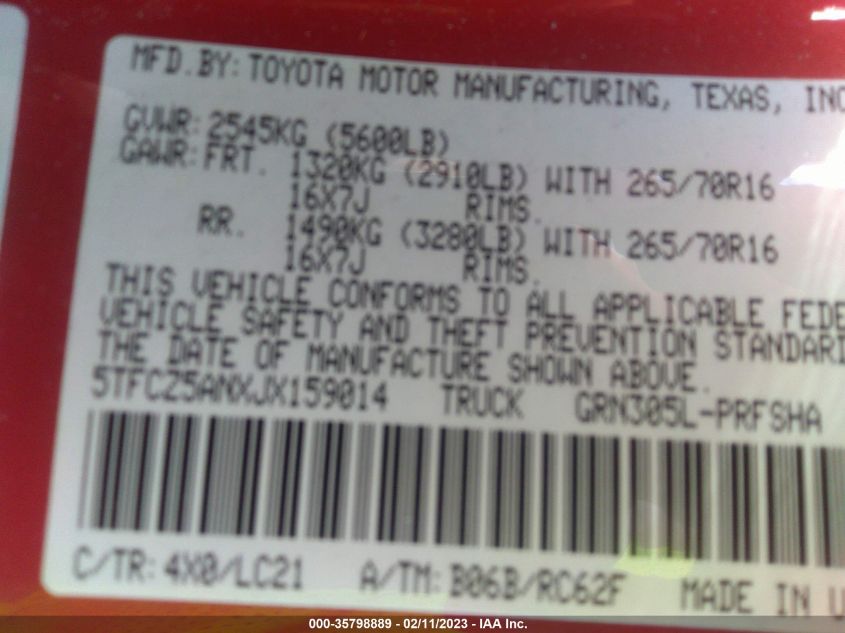 MFD.BY: TOYOTA MOTOR MANUFACTURING, TEXAS, INC
GVWR: 2545KG (5600LB)
GAWR: FRT. 1320KG (2910LB) WITH 265/70R16
16X7J RIMS.
RR. 1490KG (3280LB) WITH 265/70R16
16X7J RIMS.
THIS VEHICLE CONFORMS TO ALL APPLICABLE FEDE
VEHICLE SAFETY AND THEFT PREVENTION STANDARD
THE DATE OF MANUFACTURE SHOWN ABOVE.
5TFCZ5ANXJX159014 TRUCK GRN305L-PRFSHA
C/TR: 4X0/LC21 A/TM: B06B/RC62F MADE IN U
000-35798889 - 02/11/2023 - IAA Inc.